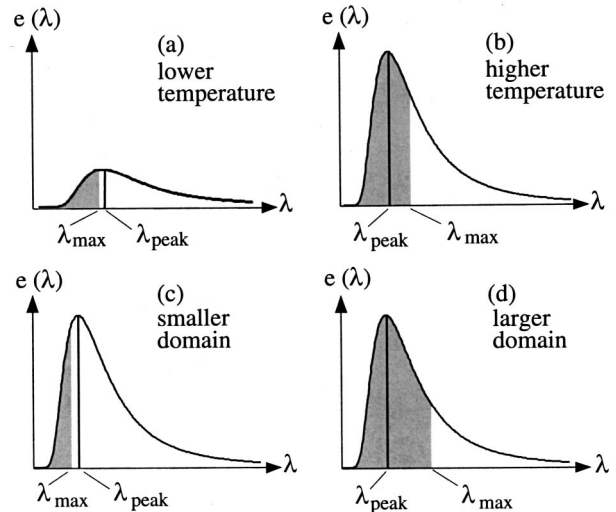 e (λ)
(a)
lower
temperature
λ
λmax
λpeak
e (λ)
(b)
higher
temperature
λ
λpeak
λmax
e (λ)
(c)
smaller
domain
λ
λmax
λpeak
e (λ)
(d)
larger
domain
λ
λpeak
λmax